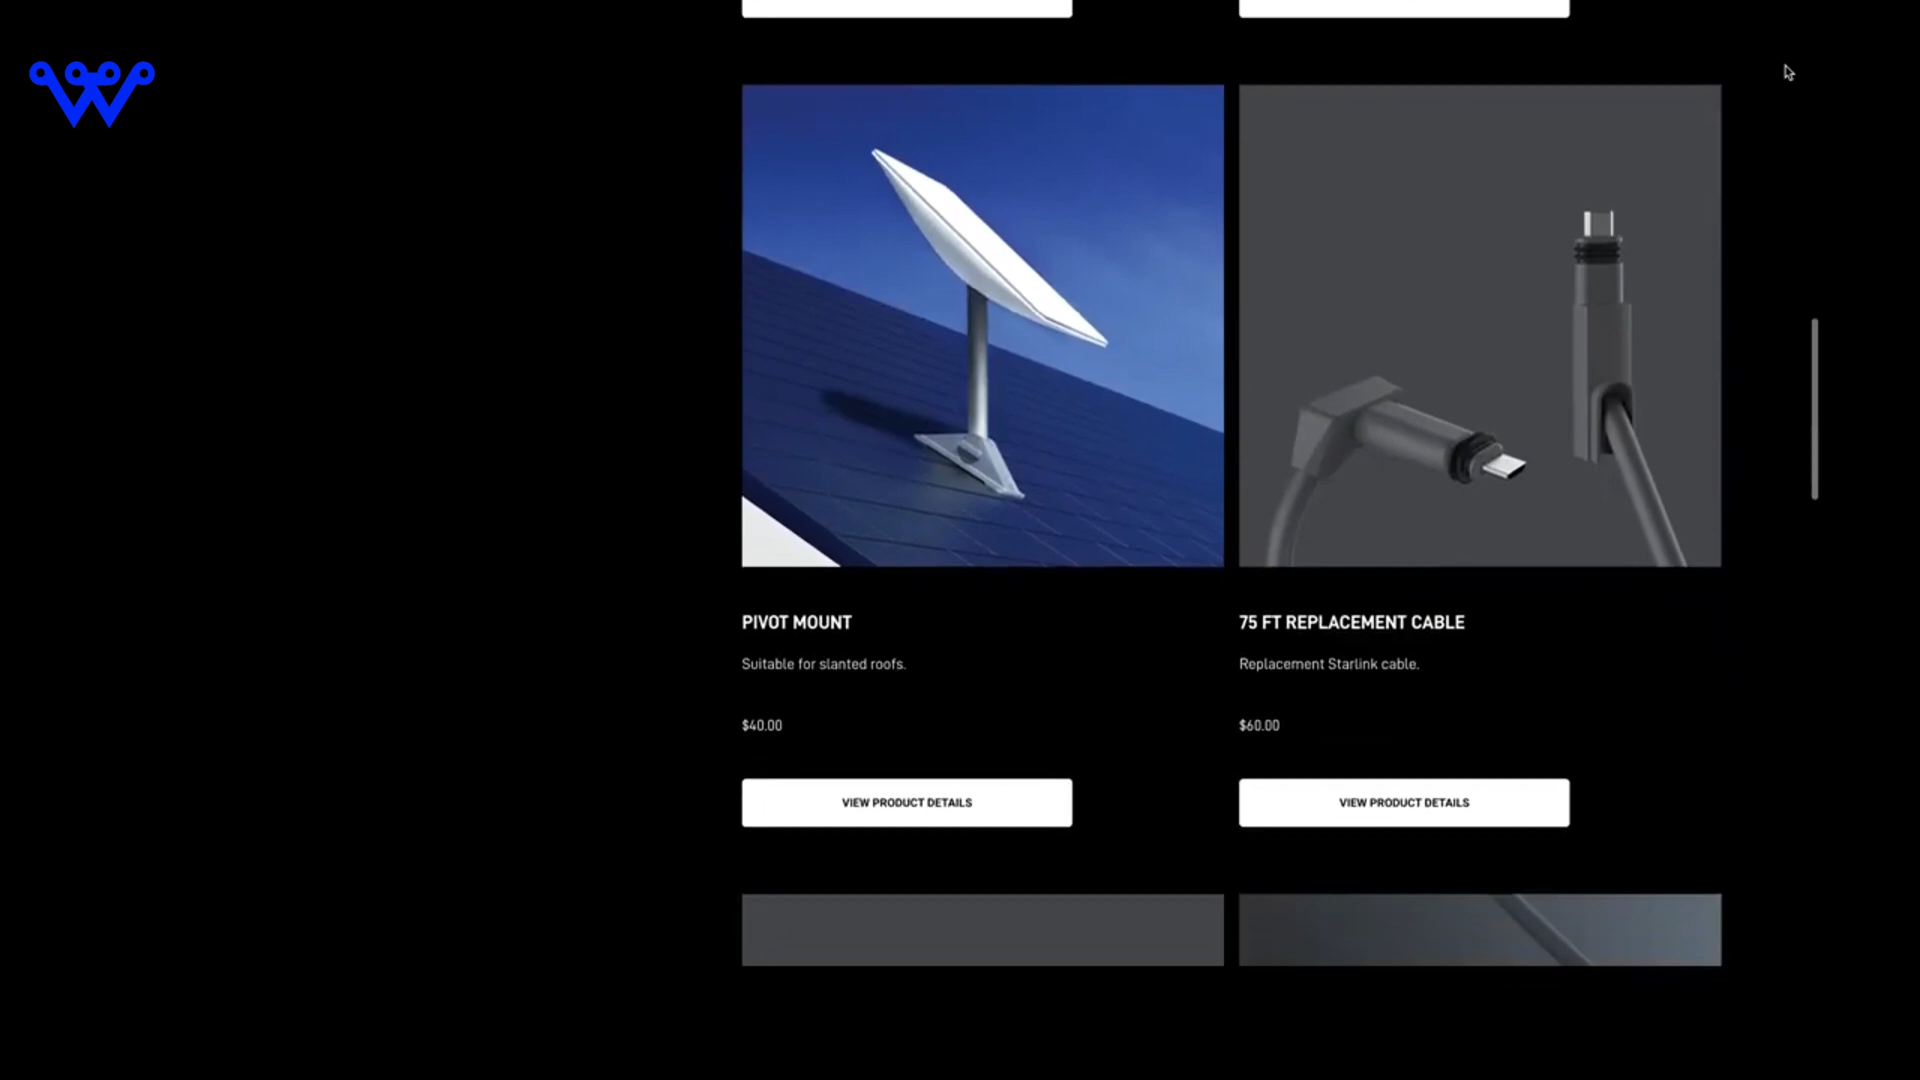 PIVOT MOUNT
Suitable for slanted roofs.
$40.00
VIEW PRODUCT DETAILS
75 FT REPLACEMENT CABLE
Replacement Starlink cable.
$60.00
VIEW PRODUCT DETAILS